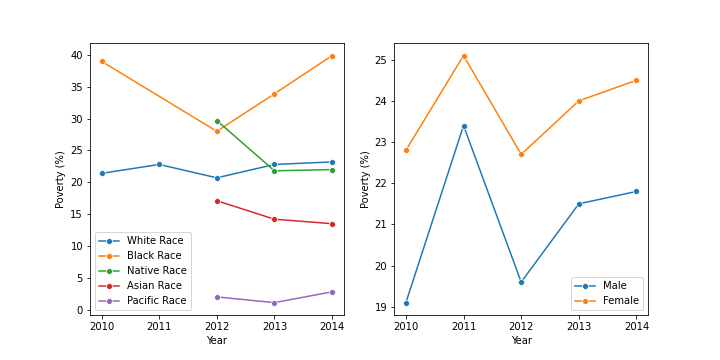 40
35
30
25
20
15
10
5
0
Poverty (%)
White Race
Black Race
Native Race
Asian Race
Pacific Race
2010 2011 2012 2013 2014
Year
25
24
23
22
21
20
19
Poverty (%)
Male
Female
2010 2011 2012 2013 2014
Year